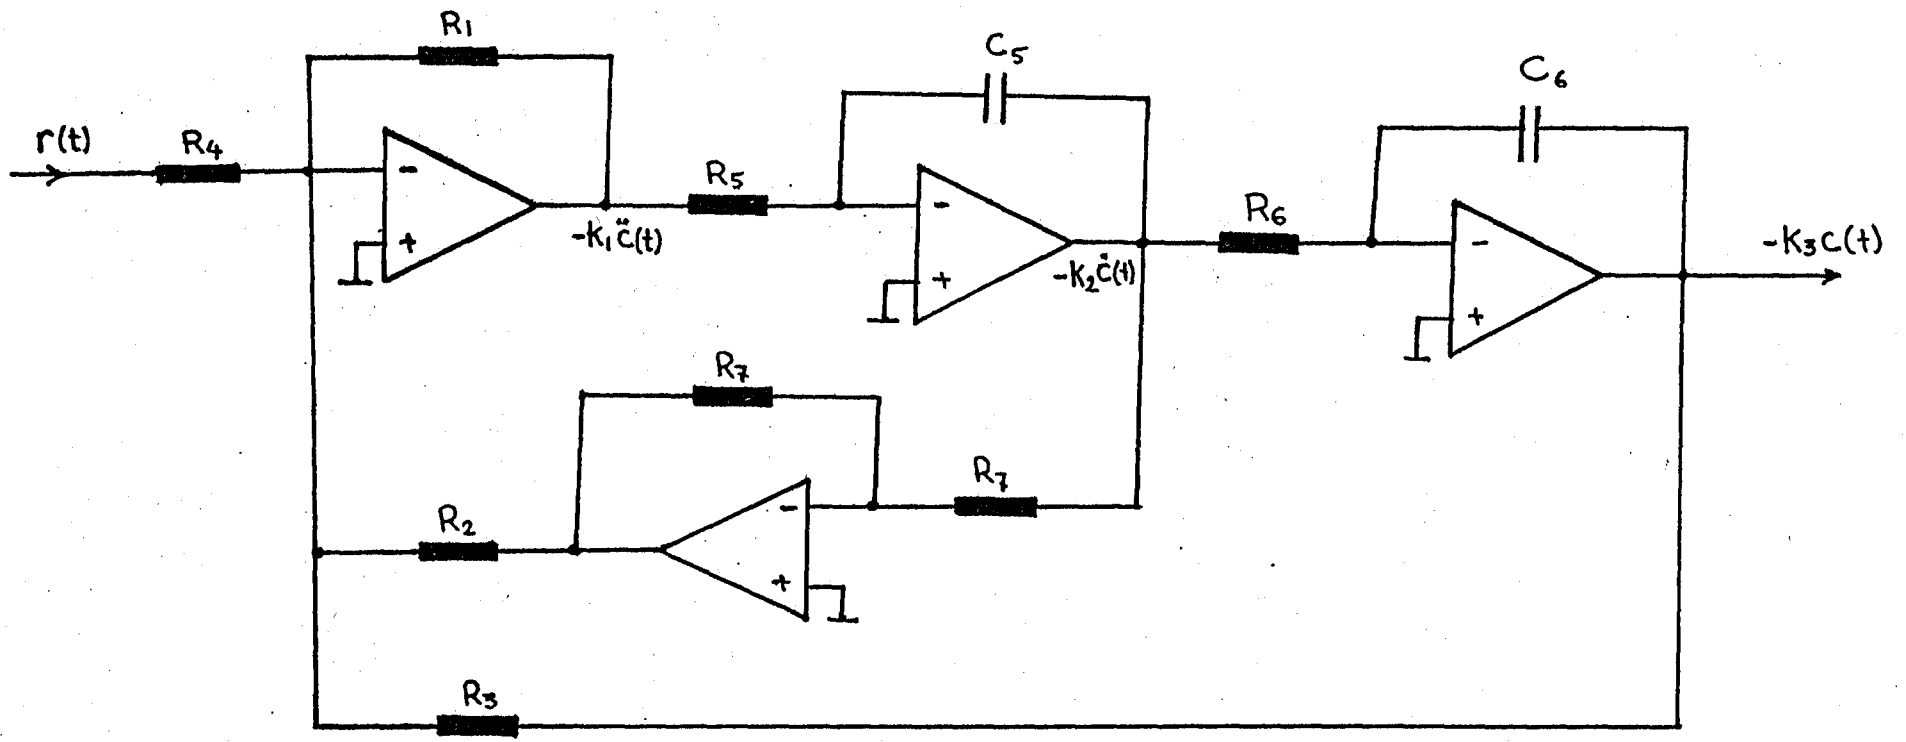 R1
C5
C6
r(t)
R4
-
R5
-
R6
-
-K3c(t)
+
-K1c̈(t)
+
-K2ċ(t)
+
R7
R7
-
R2
+
R3